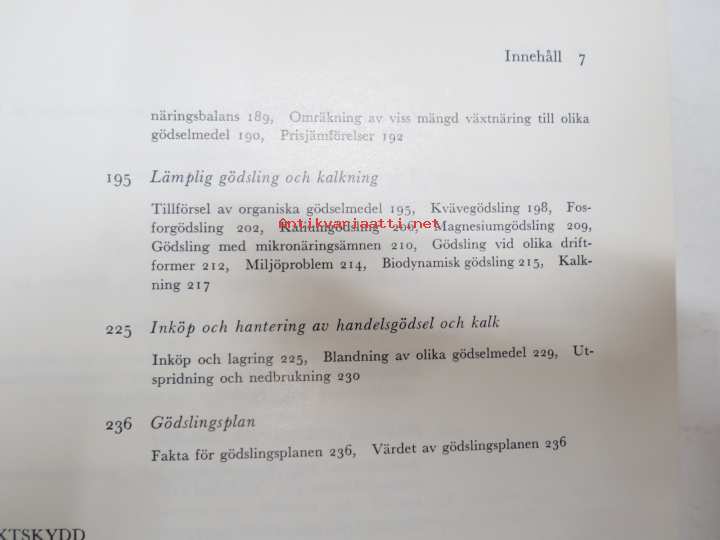 Innehåll 7
näringsbalans 189, Omräkning av viss mängd växtnäring till olika
gödselmedel 190, Prisjämförelser 192
195 Lämplig gödsling och kalkning
Tillförsel av organiska gödselmedel 195, Kvävegödsling 198, Fos-
forgödsling 202, Kaliumgödsling 206, Magnesiumgödsling 209,
antikvariaatti.net
Gödsling med mikronäringsämnen 210, Gödsling vid olika drift-
former 212, Miljöproblem 214, Biodynamisk gödsling 215, Kalk-
ning 217
225 Inköp och hantering av handelsgödsel och kalk
Inköp och lagring 225, Blandning av olika gödselmedel 229, Ut-
spridning och nedbrukning 230
236 Gödslingsplan
Fakta för gödslingsplanen 236, Värdet av gödslingsplanen 236
KTSKYDD